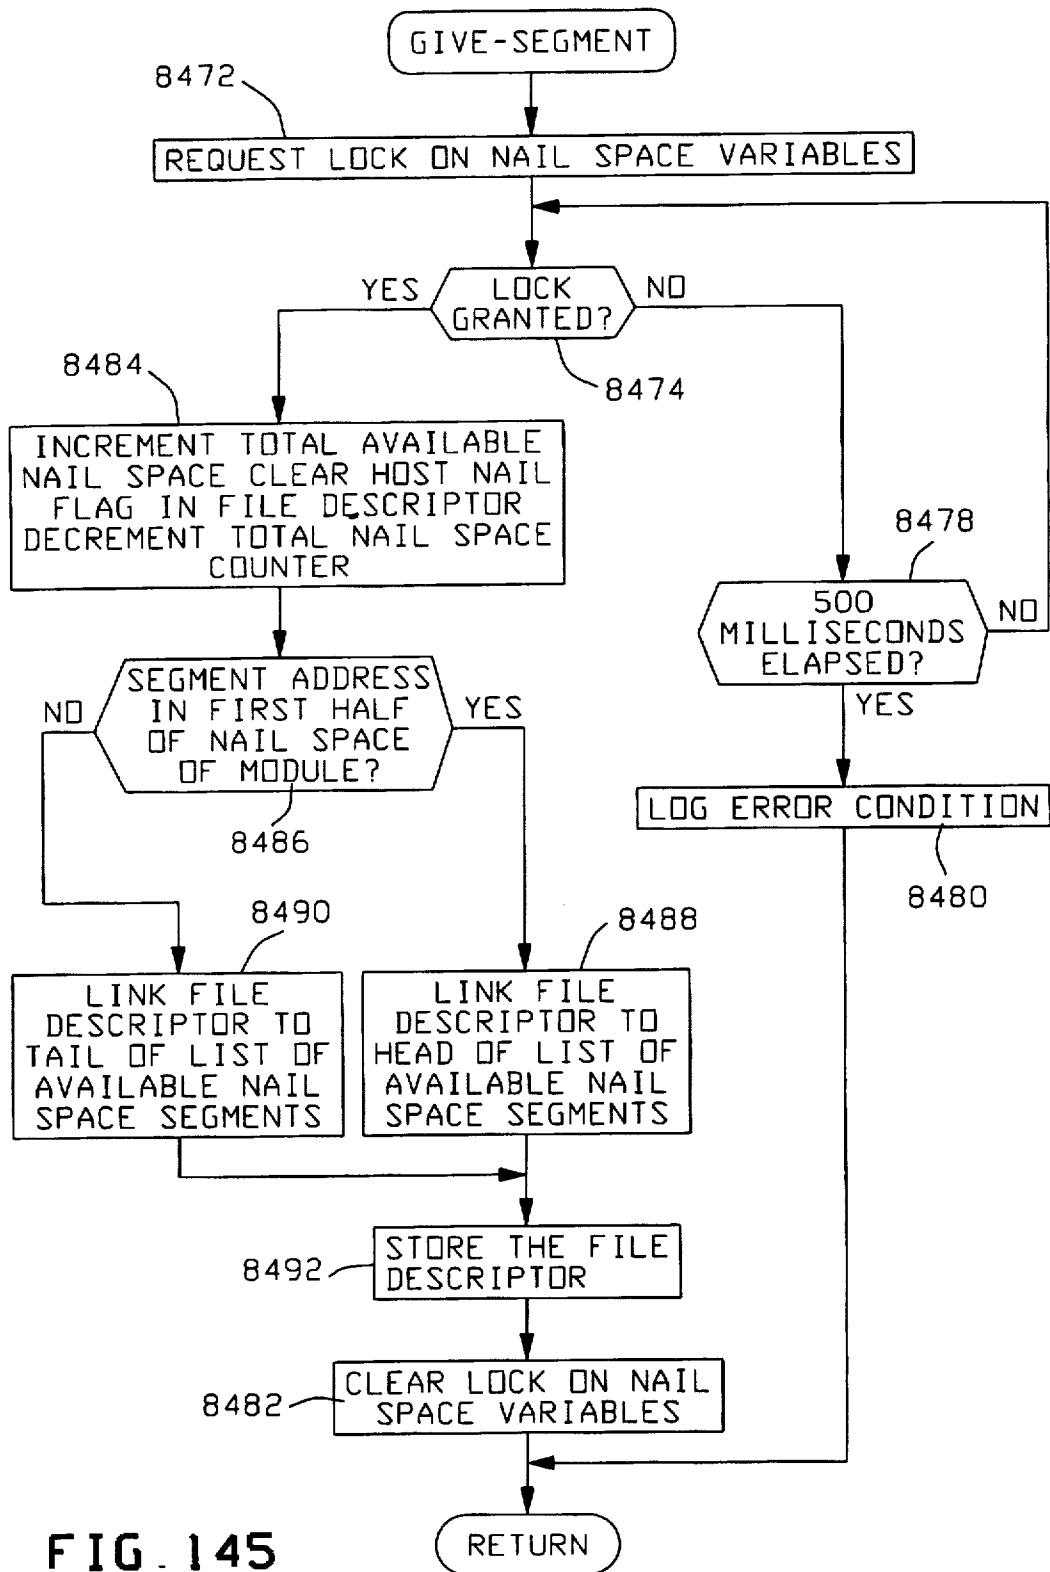 GIVE-SEGMENT
8472
REQUEST LOCK ON NAIL SPACE VARIABLES
YES
LOCK
GRANTED?
NO
8474
8484
INCREMENT TOTAL AVAILABLE
NAIL SPACE CLEAR HOST NAIL
FLAG IN FILE DESCRIPTOR
DECREMENT TOTAL NAIL SPACE
COUNTER
8478
500
MILLISECONDS
ELAPSED?
NO
YES
NO
SEGMENT ADDRESS
IN FIRST HALF
OF NAIL SPACE
OF MODULE?
YES
8486
LOG ERROR CONDITION
8480
8490
8488
LINK FILE
DESCRIPTOR TO
TAIL OF LIST OF
AVAILABLE NAIL
SPACE SEGMENTS
LINK FILE
DESCRIPTOR TO
HEAD OF LIST OF
AVAILABLE NAIL
SPACE SEGMENTS
8492
STORE THE FILE
DESCRIPTOR
8482
CLEAR LOCK ON NAIL
SPACE VARIABLES
RETURN
FIG. 145